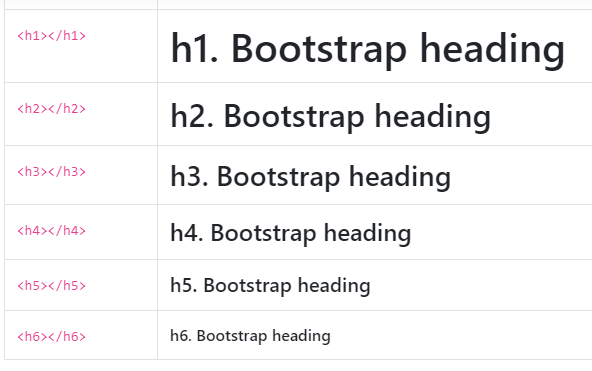 <h1></h1> h1. Bootstrap heading
<h2></h2> h2. Bootstrap heading
<h3></h3> h3. Bootstrap heading
<h4></h4> h4. Bootstrap heading
<h5></h5> h5. Bootstrap heading
<h6></h6> h6. Bootstrap heading